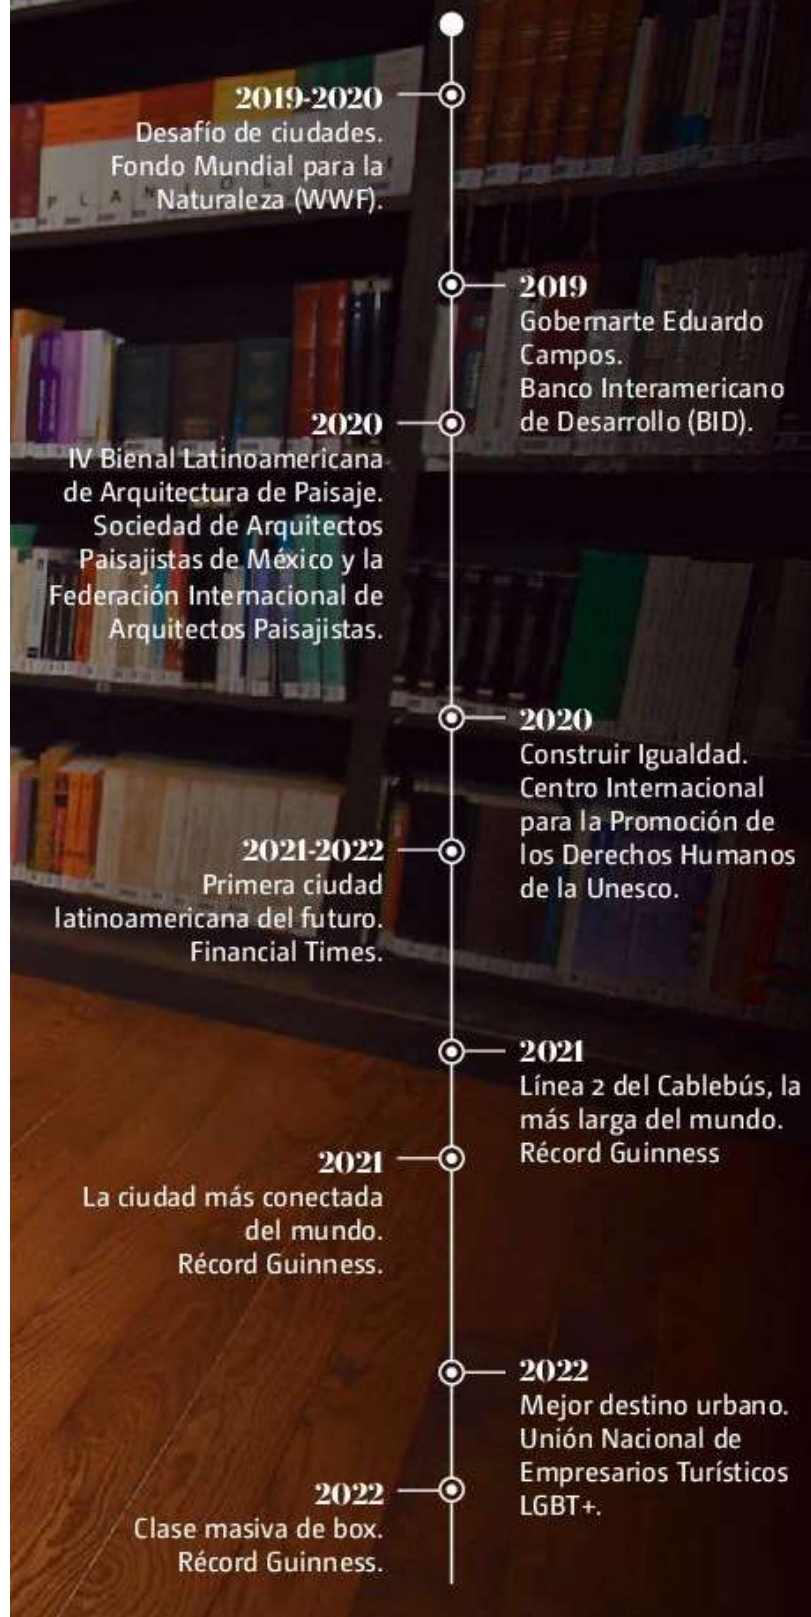 2019-2020
Desafío de ciudades.
Fondo Mundial para la
Naturaleza (WWF).
2019
Gobernarte Eduardo
Campos.
Banco Interamericano
de Desarrollo (BID).
2020
IV Bienal Latinoamericana
de Arquitectura de Paisaje.
Sociedad de Arquitectos
Paisajistas de México y la
Federación Internacional de
Arquitectos Paisajistas.
2020
Construir Igualdad.
Centro Internacional
para la Promoción de
los Derechos Humanos
de la Unesco.
2021-2022
Primera ciudad
latinoamericana del futuro.
Financial Times.
2021
Línea 2 del Cablebús, la
más larga del mundo.
Récord Guinness
2021
La ciudad más conectada
del mundo.
Récord Guinness.
2022
Mejor destino urbano.
Unión Nacional de
Empresarios Turísticos
LGBT+.
2022
Clase masiva de box.
Récord Guinness.